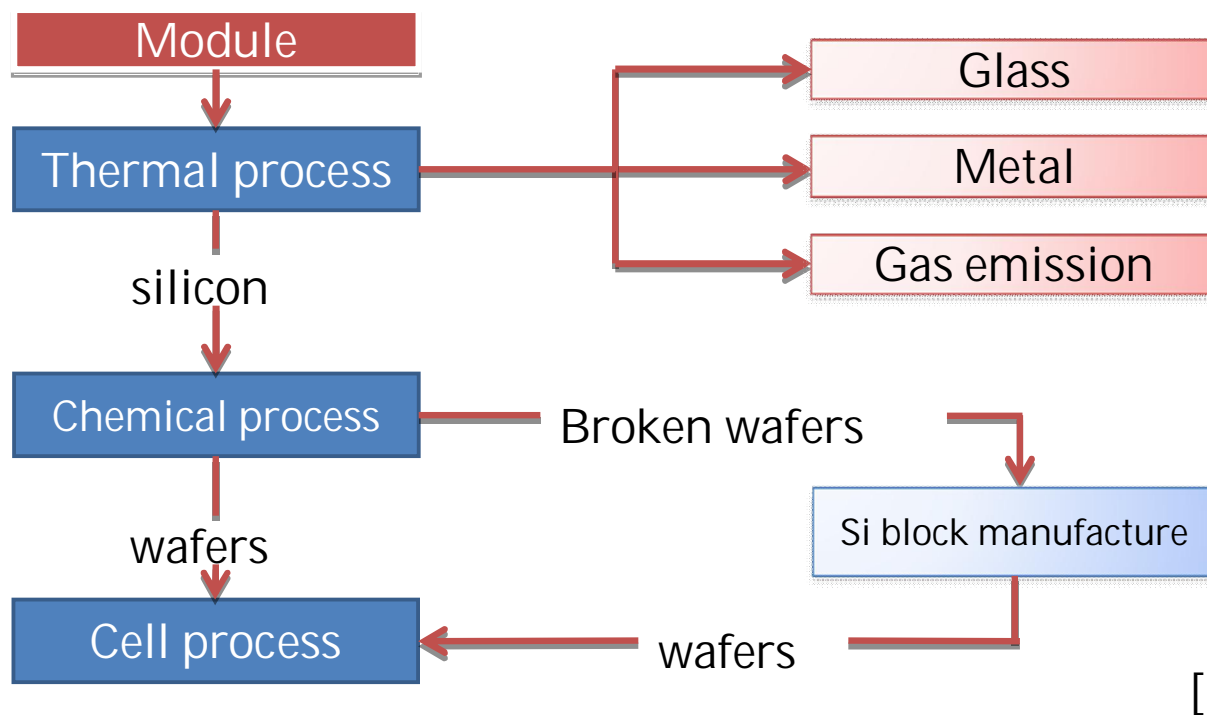 Module
Glass
Thermal process
Metal
Gas emission
silicon
Chemical process
Broken wafers
Si block manufacture
wafers
Cell process
wafers
[